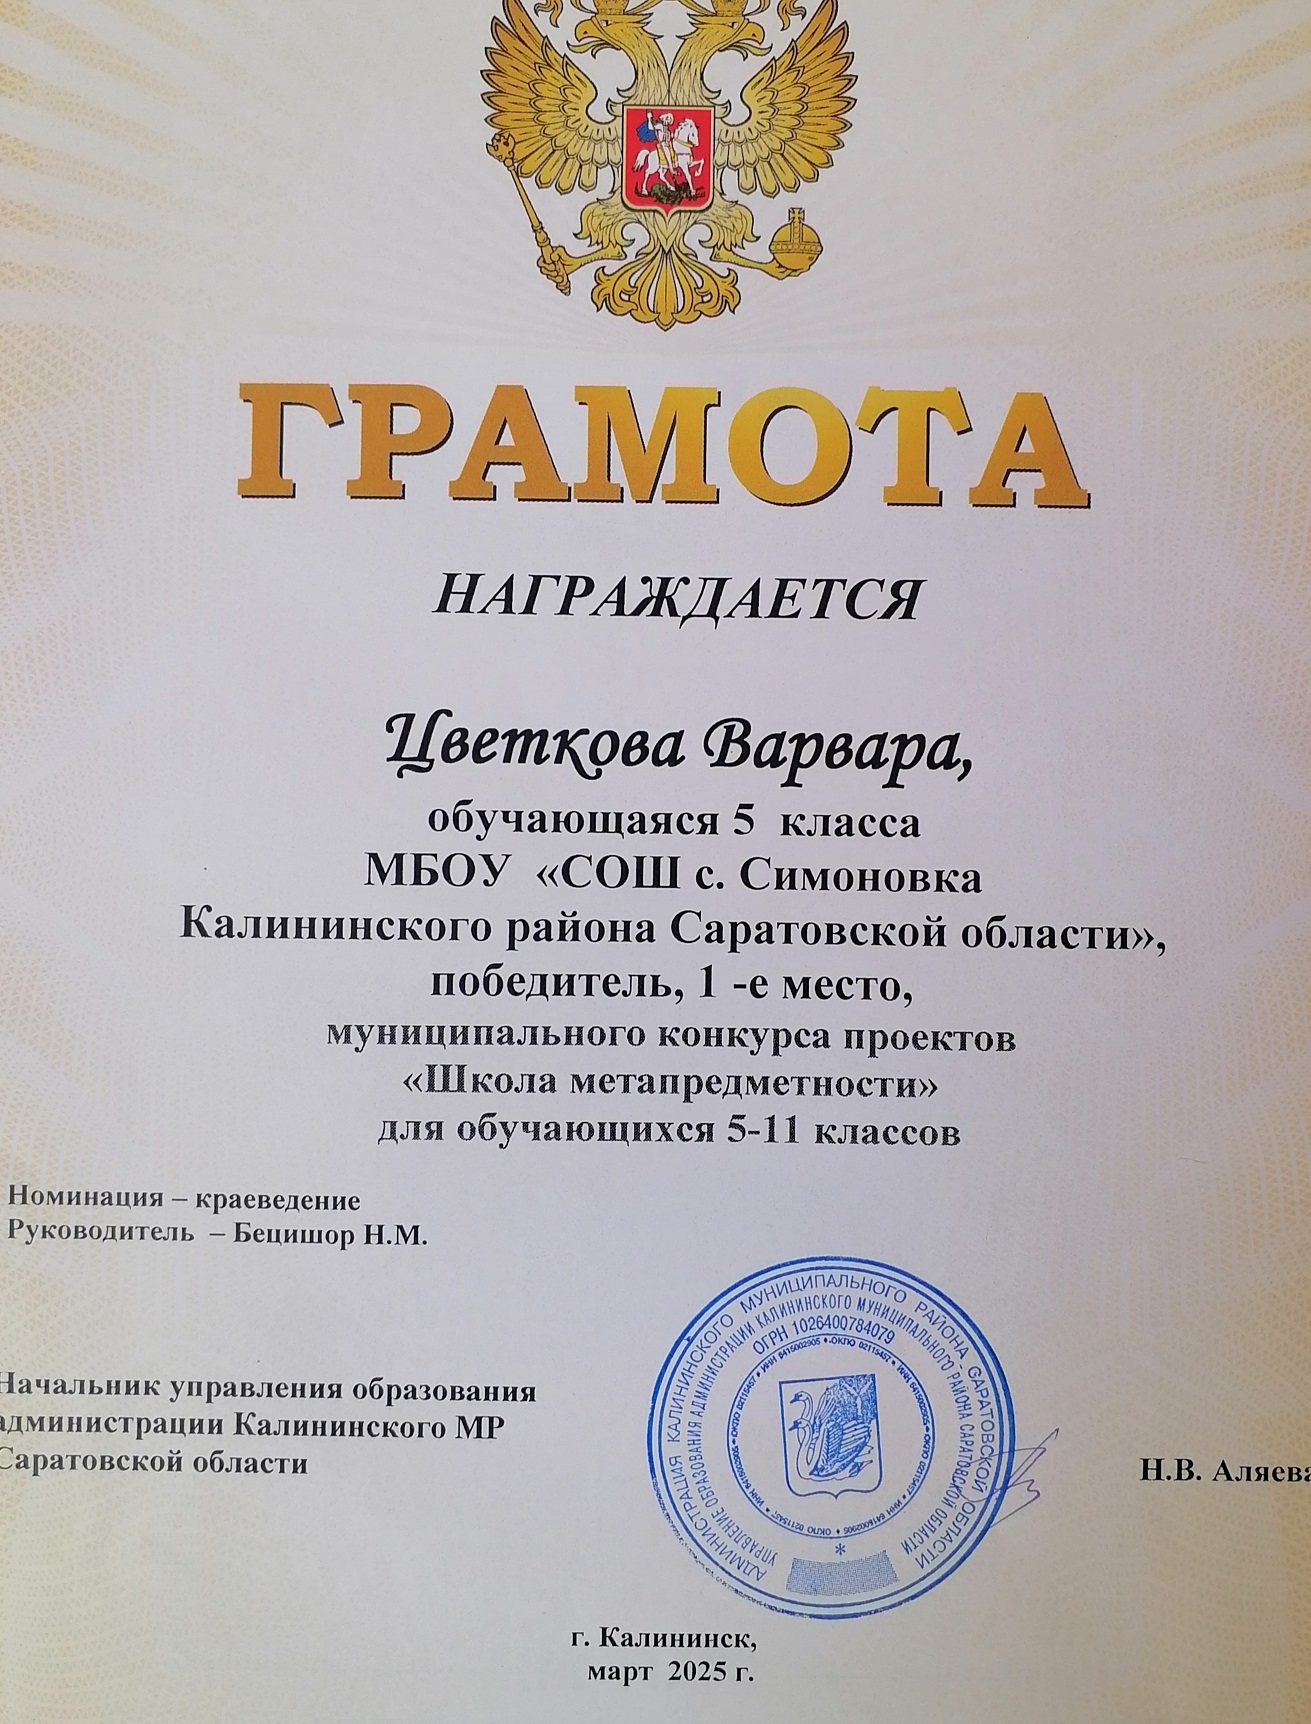 ГРАМОТА
НАГРАЖДАЕТСЯ
Цветкова Варвара,
обучающаяся 5 класса
МБОУ «СОШ с. Симоновка
Калининского района Саратовской области»,
победитель, 1 -е место,
муниципального конкурса проектов
«Школа метапредметности»
для обучающихся 5-11 классов
Номинация – краеведение
Руководитель – Бецишор Н.М.
Начальник управления образования
администрации Калининского МР
Саратовской области
Н.В. Аляева
АДМИНИСТРАЦИЯ КАЛИНИНСКОГО МУНИЦИПАЛЬНОГО РАЙОНА САРАТОВСКОЙ ОБЛАСТИ
УПРАВЛЕНИЕ ОБРАЗОВАНИЯ АДМИНИСТРАЦИИ КАЛИНИНСКОГО МУНИЦИПАЛЬНОГО РАЙОНА САРАТОВСКОЙ ОБЛАСТИ
ОГРН 1026400784079
г. Калининск,
март 2025 г.